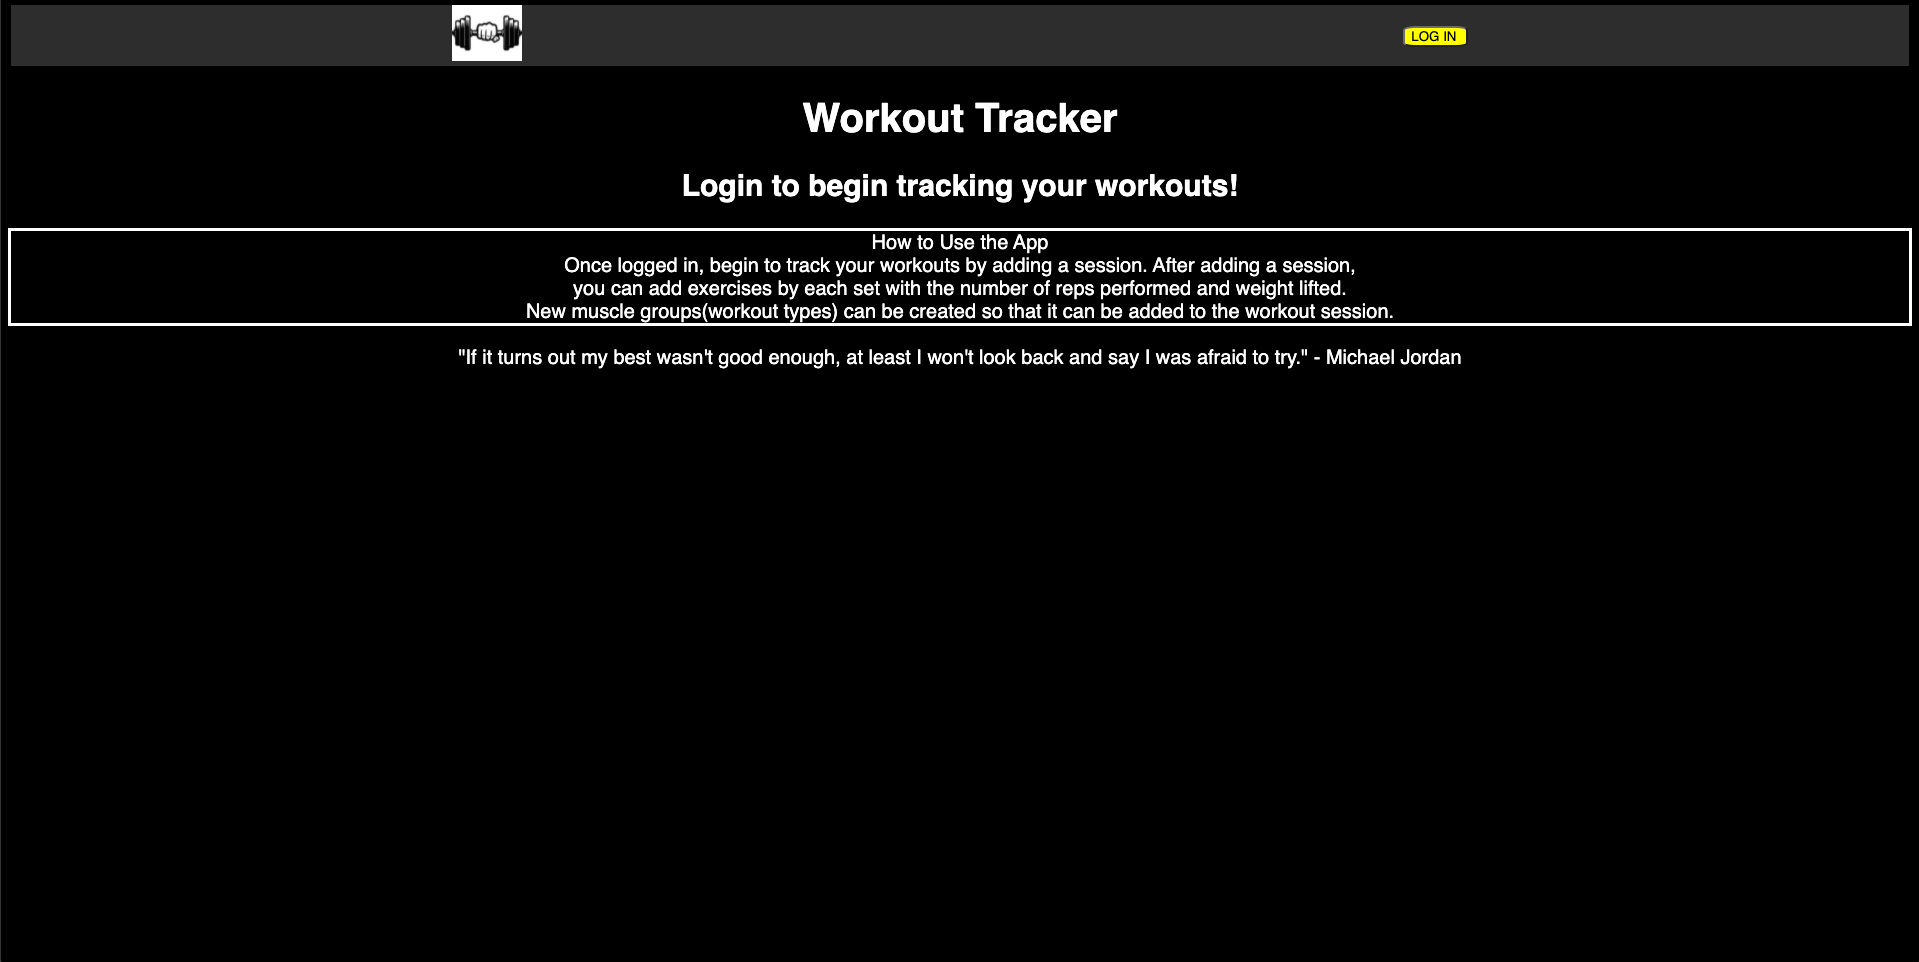 LOG IN
Workout Tracker
Login to begin tracking your workouts!
How to Use the App
Once logged in, begin to track your workouts by adding a session. After adding a session,
you can add exercises by each set with the number of reps performed and weight lifted.
New muscle groups(workout types) can be created so that it can be added to the workout session.
"If it turns out my best wasn't good enough, at least I won't look back and say I was afraid to try." - Michael Jordan